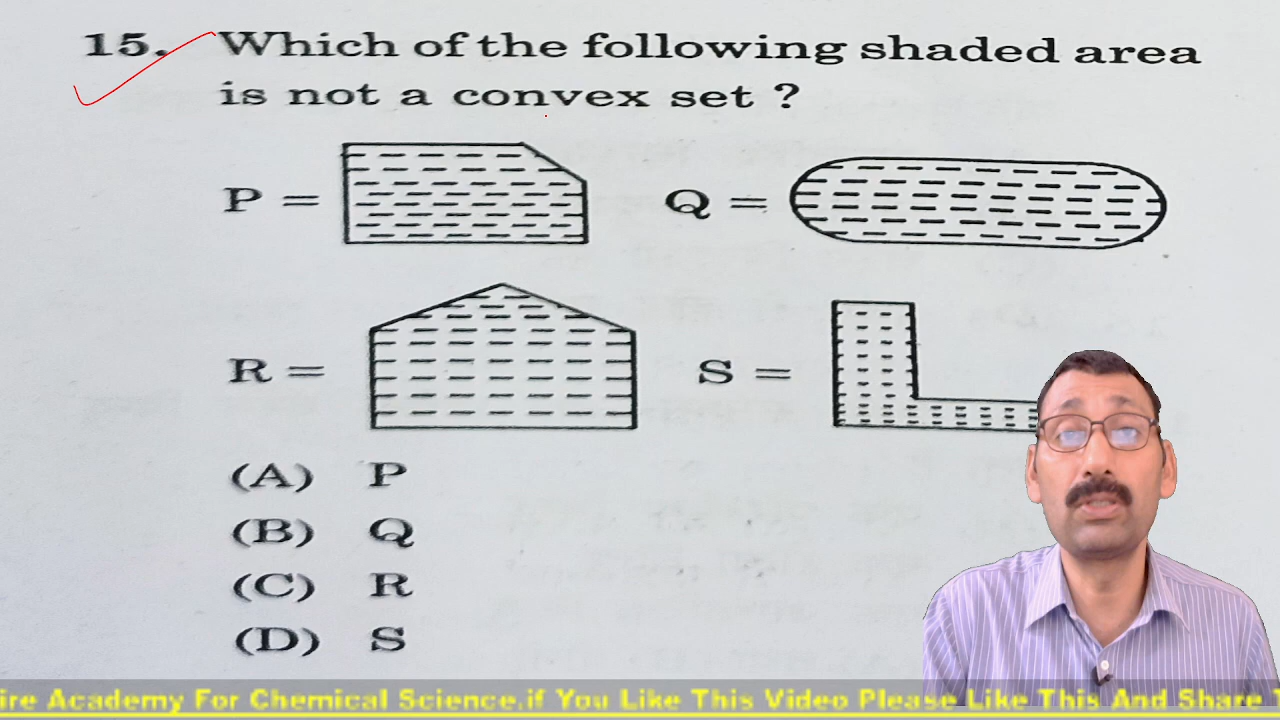 15. Which of the following shaded area
is not a convex set ?
P = Q =
R = S =
(A) P
(B) Q
(C) R
(D) S
Academy For Chemical Science.if You Like This Video Please Like This And Share